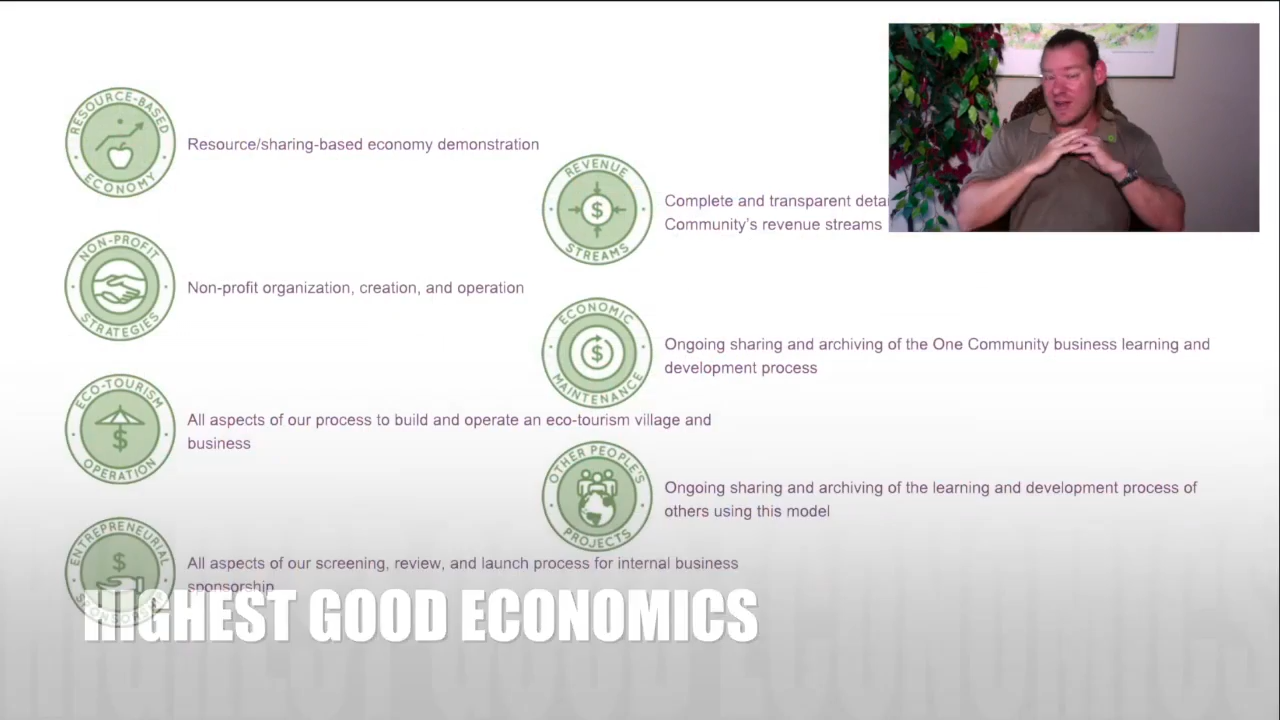 RESOURCE-BASED
ECONOMY
Resource/sharing-based economy demonstration
NON-PROFIT
STRATEGIES
Non-profit organization, creation, and operation
ECO-TOURISM
$
OPERATION
All aspects of our process to build and operate an eco-tourism village and
business
ENTREPRENEURIAL
$
SPONSORSHIP
All aspects of our screening, review, and launch process for internal business
sponsorship
REVENUE
$
STREAMS
Complete and transparent
Community's revenue streams
ECONOMIC
$
MAINTENANCE
Ongoing sharing and archiving of the One Community business learning and
development process
OTHER PEOPLE'S
PROJECTS
Ongoing sharing and archiving of the learning and development process of
others using this model
HIGHEST GOOD ECONOMICS
HIGHEST GOOD ECONOMICS